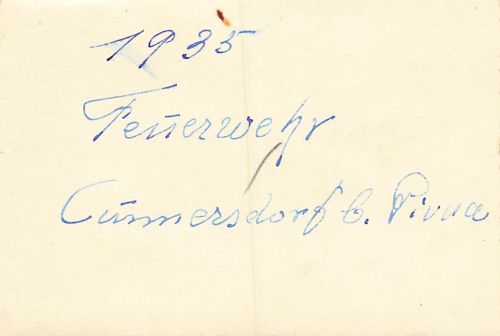 1935
Feuerwehr
Cunnersdorf b. Pirna